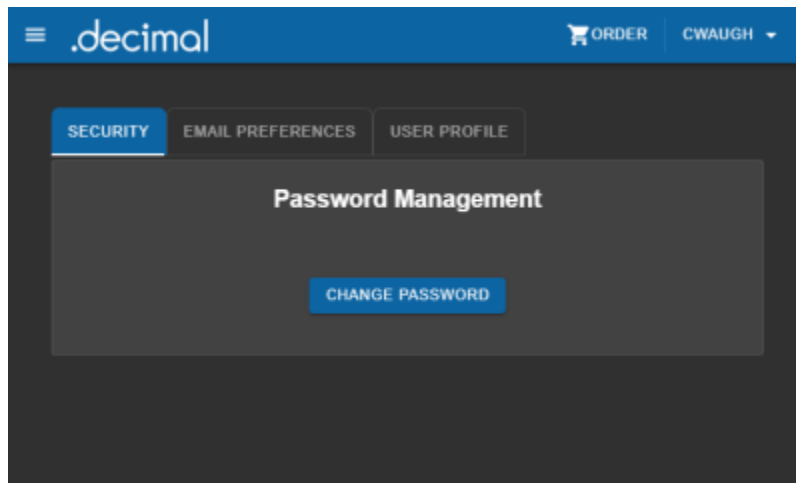 .decimal ORDER CWAUGH
SECURITY EMAIL PREFERENCES USER PROFILE
Password Management
CHANGE PASSWORD